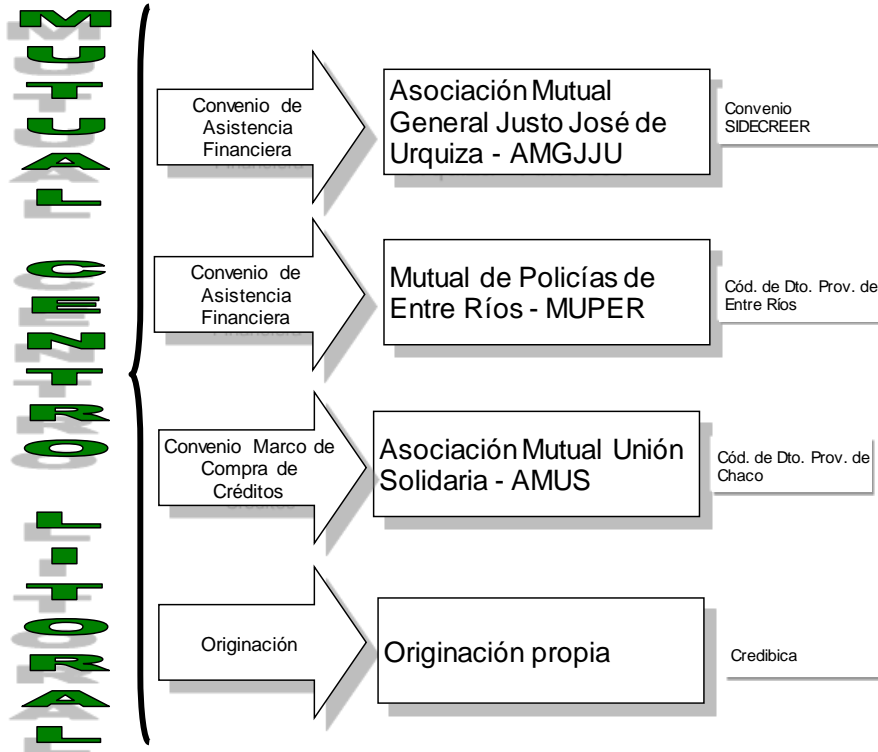 MUTUAL CENTRO LITORAL
Convenio de
Asistencia
Financiera
Asociación Mutual
General Justo José de
Urquiza - AMGJJU
Convenio
SIDECREER
Convenio de
Asistencia
Financiera
Mutual de Policías de
Entre Ríos - MUPER
Cód. de Dto. Prov. de
Entre Ríos
Convenio Marco de
Compra de
Créditos
Asociación Mutual Unión
Solidaria - AMUS
Cód. de Dto. Prov. de
Chaco
Originación
Originación propia
Credibica